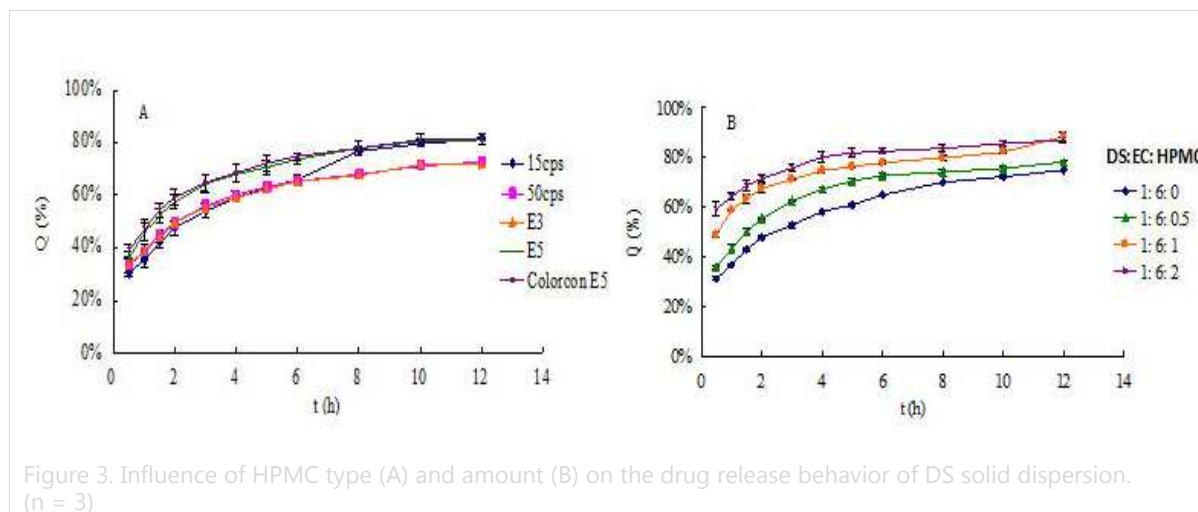 A
100%
80%
60%
40%
20%
0%
Q (%)
0 2 4 6 8 10 12 14
t (h)
15cps
50cps
E3
E5
Colorcon E5
B
100%
80%
60%
40%
20%
0%
Q (%)
0 2 4 6 8 10 12 14
t (h)
DS:EC:HPMC
1:6:0
1:6:0.5
1:6:1
1:6:2
Figure 3. Influence of HPMC type (A) and amount (B) on the drug release behavior of DS solid dispersion.
(n = 3)